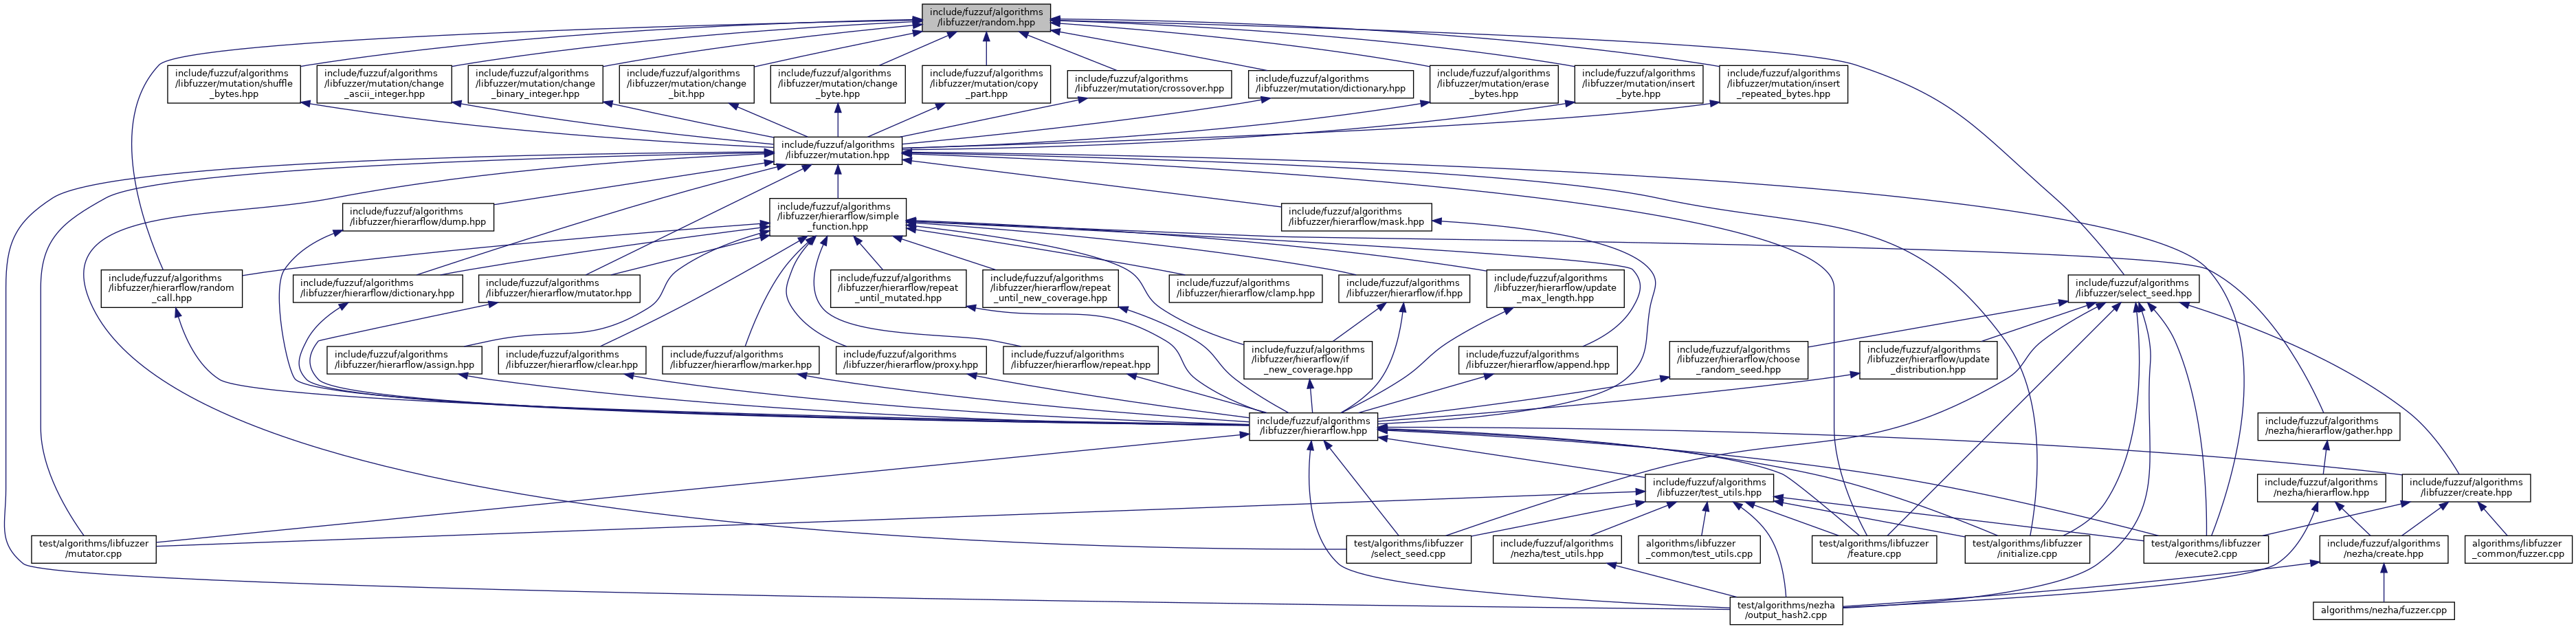 include/fuzzuf/algorithms
/libfuzzer/random.hpp
include/fuzzuf/algorithms
/libfuzzer/mutation/shuffle
_bytes.hpp
include/fuzzuf/algorithms
/libfuzzer/mutation/change
_ascii_integer.hpp
include/fuzzuf/algorithms
/libfuzzer/mutation/change
_binary_integer.hpp
include/fuzzuf/algorithms
/libfuzzer/mutation/change
_bit.hpp
include/fuzzuf/algorithms
/libfuzzer/mutation/change
_byte.hpp
include/fuzzuf/algorithms
/libfuzzer/mutation/copy
_part.hpp
include/fuzzuf/algorithms
/libfuzzer/mutation/crossover.hpp
include/fuzzuf/algorithms
/libfuzzer/mutation/dictionary.hpp
include/fuzzuf/algorithms
/libfuzzer/mutation/erase
_bytes.hpp
include/fuzzuf/algorithms
/libfuzzer/mutation/insert
_byte.hpp
include/fuzzuf/algorithms
/libfuzzer/mutation/insert
_repeated_bytes.hpp
include/fuzzuf/algorithms
/libfuzzer/mutation.hpp
include/fuzzuf/algorithms
/libfuzzer/hierarflow/dump.hpp
include/fuzzuf/algorithms
/libfuzzer/hierarflow/simple
_function.hpp
include/fuzzuf/algorithms
/libfuzzer/hierarflow/mask.hpp
include/fuzzuf/algorithms
/libfuzzer/hierarflow/random
_call.hpp
include/fuzzuf/algorithms
/libfuzzer/hierarflow/dictionary.hpp
include/fuzzuf/algorithms
/libfuzzer/hierarflow/mutator.hpp
include/fuzzuf/algorithms
/libfuzzer/hierarflow/repeat
_until_mutated.hpp
include/fuzzuf/algorithms
/libfuzzer/hierarflow/repeat
_until_new_coverage.hpp
include/fuzzuf/algorithms
/libfuzzer/hierarflow/clamp.hpp
include/fuzzuf/algorithms
/libfuzzer/hierarflow/if.hpp
include/fuzzuf/algorithms
/libfuzzer/hierarflow/update
_max_length.hpp
include/fuzzuf/algorithms
/libfuzzer/select_seed.hpp
include/fuzzuf/algorithms
/libfuzzer/hierarflow/assign.hpp
include/fuzzuf/algorithms
/libfuzzer/hierarflow/clear.hpp
include/fuzzuf/algorithms
/libfuzzer/hierarflow/marker.hpp
include/fuzzuf/algorithms
/libfuzzer/hierarflow/proxy.hpp
include/fuzzuf/algorithms
/libfuzzer/hierarflow/repeat.hpp
include/fuzzuf/algorithms
/libfuzzer/hierarflow/if
_new_coverage.hpp
include/fuzzuf/algorithms
/libfuzzer/hierarflow/append.hpp
include/fuzzuf/algorithms
/libfuzzer/hierarflow/choose
_random_seed.hpp
include/fuzzuf/algorithms
/libfuzzer/hierarflow/update
_distribution.hpp
include/fuzzuf/algorithms
/libfuzzer/hierarflow.hpp
include/fuzzuf/algorithms
/nezha/hierarflow/gather.hpp
include/fuzzuf/algorithms
/libfuzzer/test_utils.hpp
include/fuzzuf/algorithms
/nezha/hierarflow.hpp
include/fuzzuf/algorithms
/libfuzzer/create.hpp
test/algorithms/libfuzzer
/mutator.cpp
test/algorithms/libfuzzer
/select_seed.cpp
include/fuzzuf/algorithms
/nezha/test_utils.hpp
algorithms/libfuzzer
_common/test_utils.cpp
test/algorithms/libfuzzer
/feature.cpp
test/algorithms/libfuzzer
/initialize.cpp
test/algorithms/libfuzzer
/execute2.cpp
include/fuzzuf/algorithms
/nezha/create.hpp
algorithms/libfuzzer
_common/fuzzer.cpp
test/algorithms/nezha
/output_hash2.cpp
algorithms/nezha/fuzzer.cpp